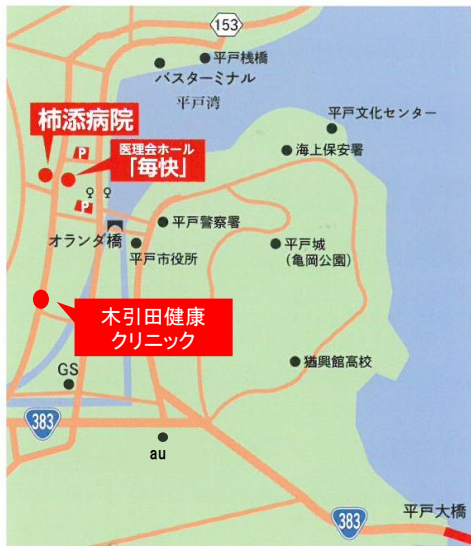 153
平戸桟橋
バスターミナル
平戸湾
柿添病院
P
医理会ホール
「毎快」
平戸文化センター
海上保安署
P
オランダ橋
平戸警察署
平戸市役所
平戸城
(亀岡公園)
木引田健康
クリニック
猶興館高校
GS
383
au
383
平戸大橋